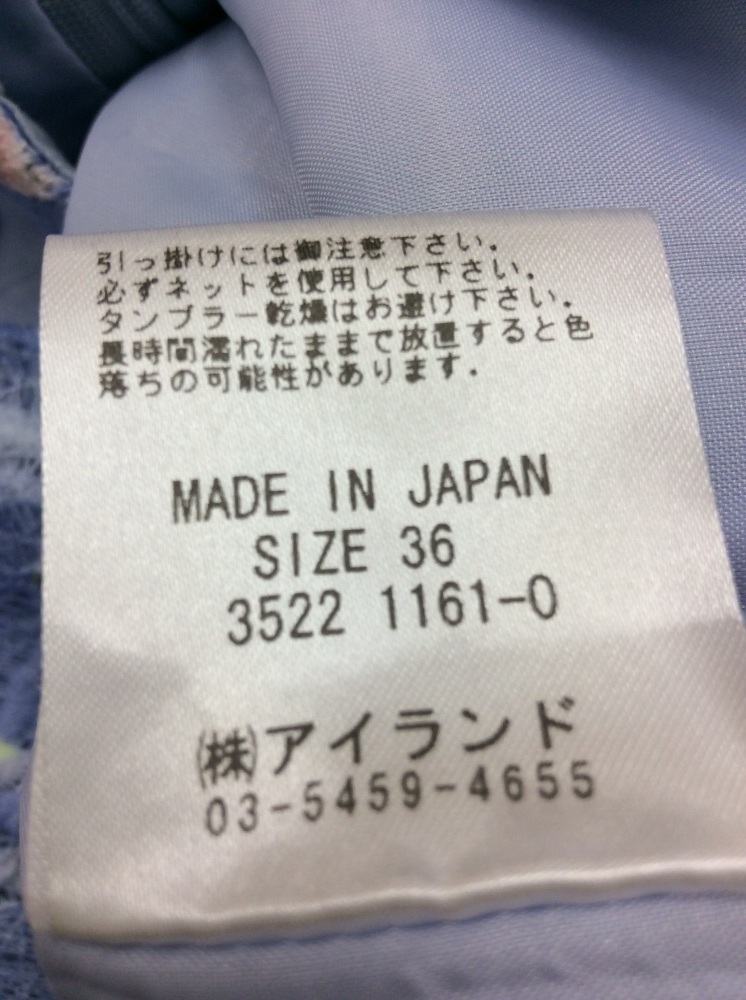 引っ掛けには御注意下さい．
必ずネットを使用して下さい．
タンブラー乾燥はお避け下さい．
長時間濡れたままで放置すると色
落ちの可能性があります．
MADE IN JAPAN
SIZE 36
3522 1161-0
㈱アイランド
03-5459-4655